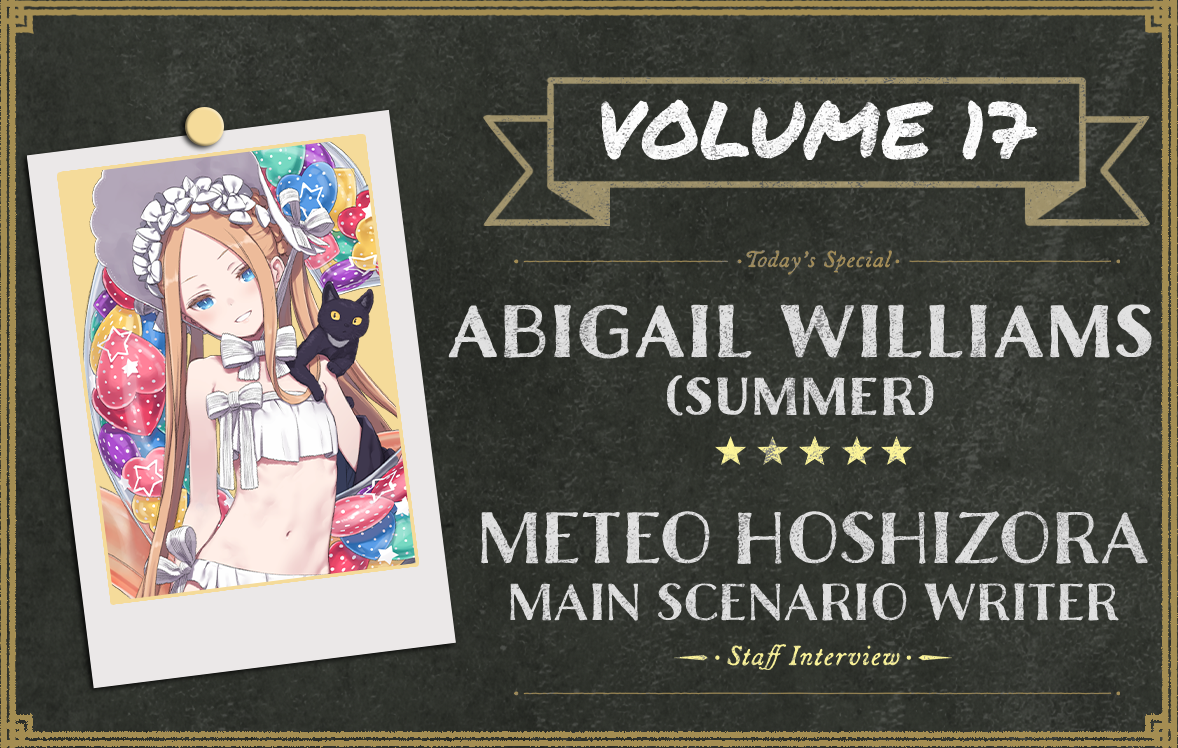 VOLUME 17
Today's Special
ABIGAIL WILLIAMS
(SUMMER)
METEO HOSHIZORA
MAIN SCENARIO WRITER
Staff Interview